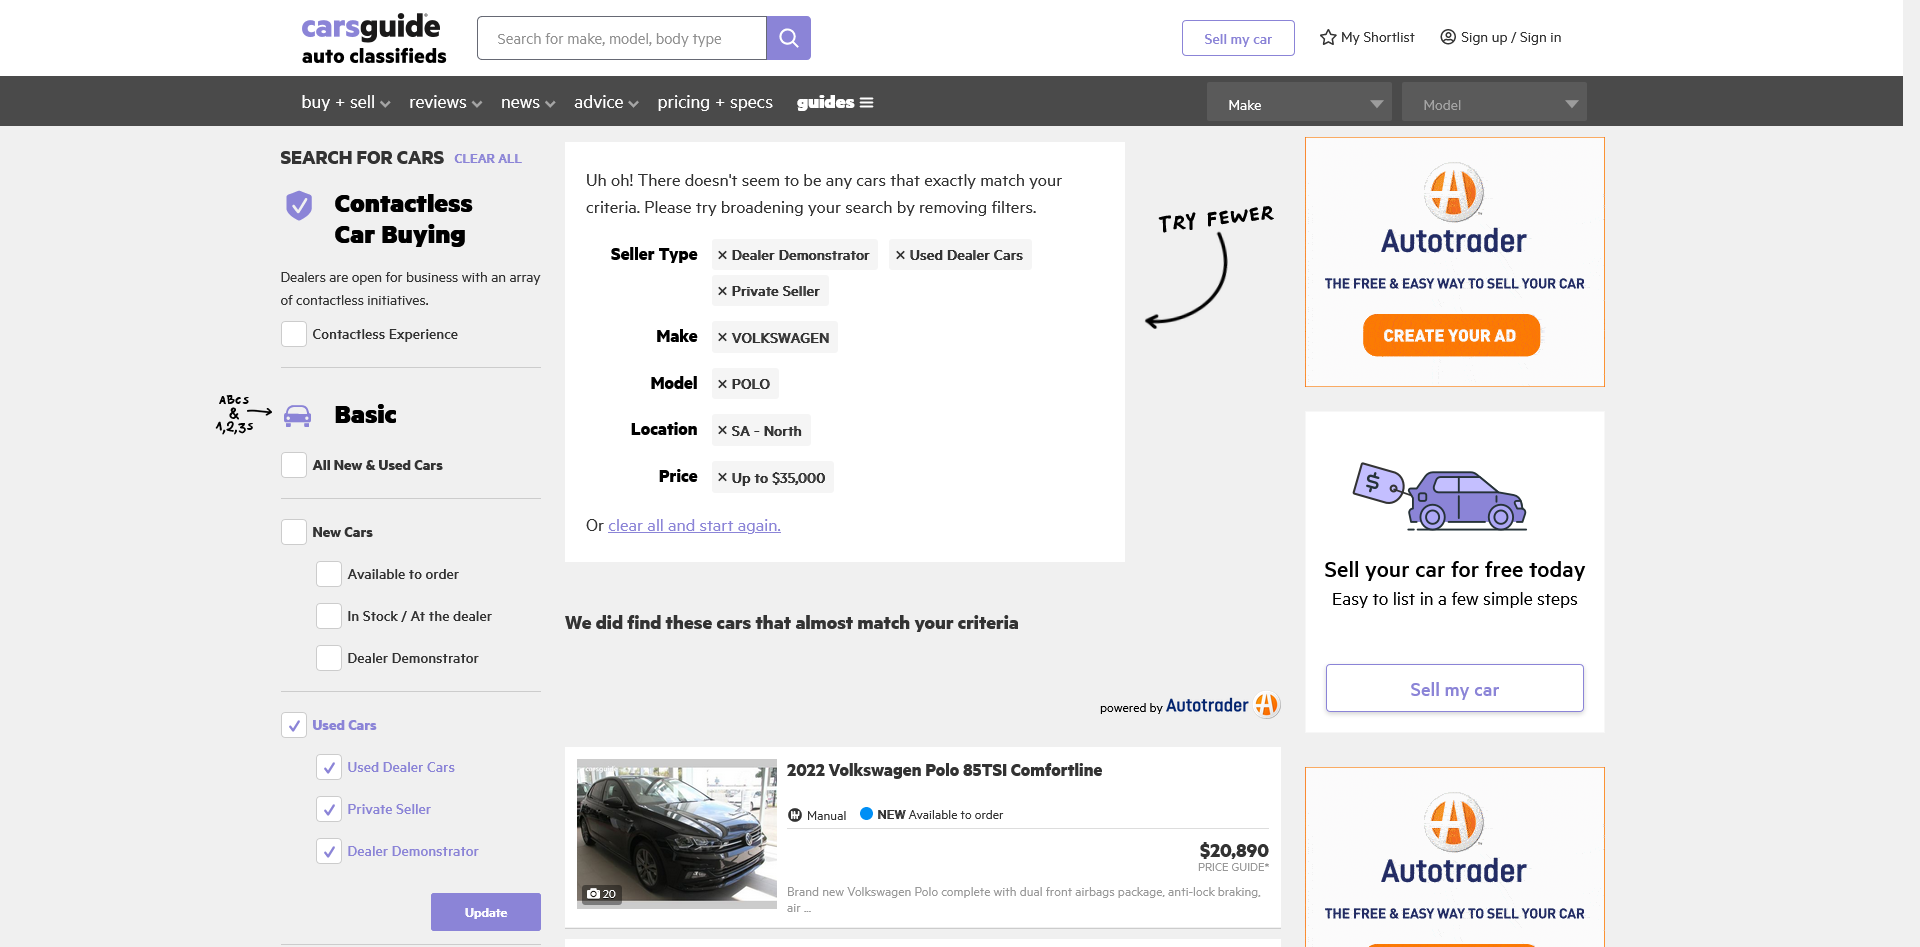 carsguide
auto classifieds
Search for make, model, body type
Sell my car
My Shortlist
Sign up / Sign in
buy + sell
reviews
news
advice
pricing + specs
guides
Make
Model
SEARCH FOR CARS CLEAR ALL
Contactless
Car Buying
Dealers are open for business with an array
of contactless initiatives.
Contactless Experience
ABCs
&
1,2,3s
Basic
All New & Used Cars
New Cars
Available to order
In Stock / At the dealer
Dealer Demonstrator
Used Cars
Used Dealer Cars
Private Seller
Dealer Demonstrator
Update
Uh oh! There doesn't seem to be any cars that exactly match your
criteria. Please try broadening your search by removing filters.
Seller Type × Dealer Demonstrator × Used Dealer Cars
× Private Seller
Make × VOLKSWAGEN
Model × POLO
Location × SA - North
Price × Up to $35,000
Or clear all and start again.
TRY FEWER
We did find these cars that almost match your criteria
powered by Autotrader
2022 Volkswagen Polo 85TSI Comfortline
Manual NEW Available to order
$20,890
PRICE GUIDE*
Brand new Volkswagen Polo complete with dual front airbags package, anti-lock braking,
air ...
20
Autotrader
THE FREE & EASY WAY TO SELL YOUR CAR
CREATE YOUR AD
$
Sell your car for free today
Easy to list in a few simple steps
Sell my car
Autotrader
THE FREE & EASY WAY TO SELL YOUR CAR